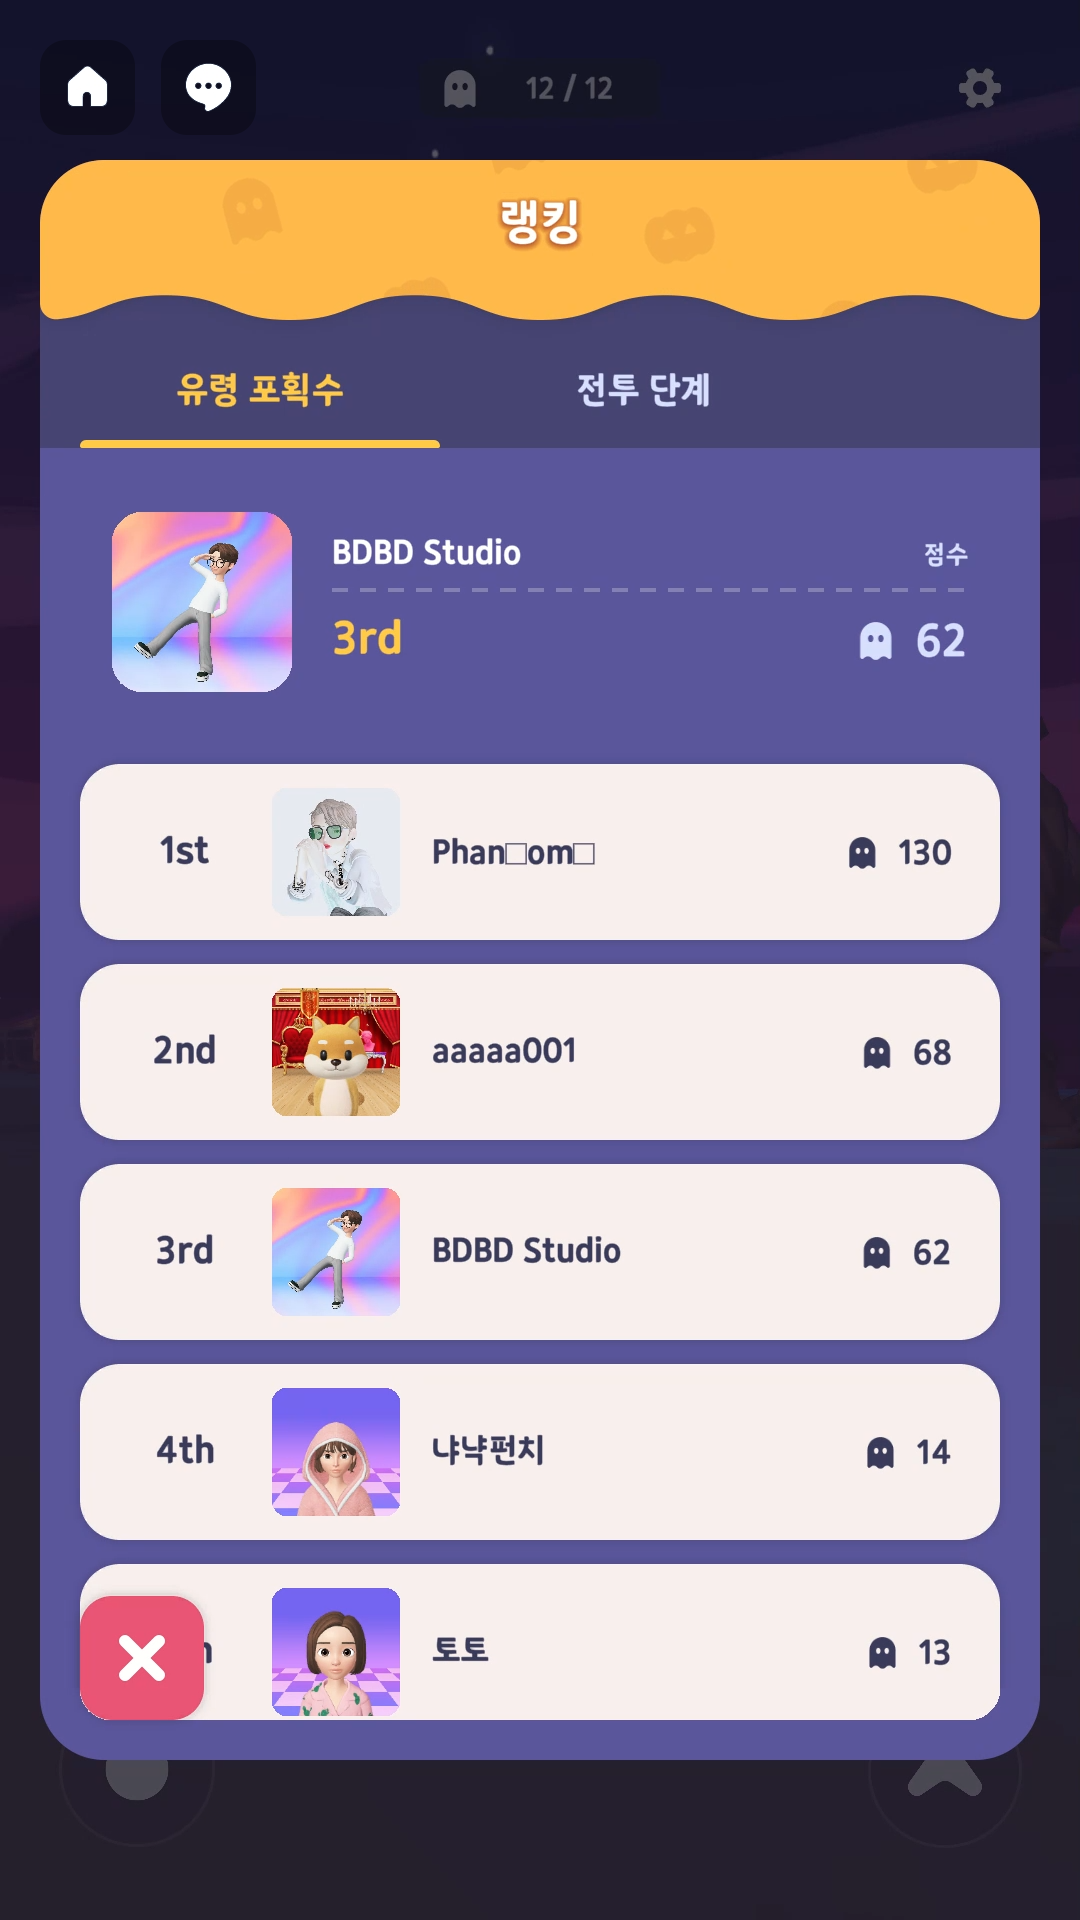 12 / 12
랭킹
유령 포획수
전투 단계
BDBD Studio
점수
3rd
62
1st
Phan□om□
130
2nd
aaaaa001
68
3rd
BDBD Studio
62
4th
냐냑펀치
14
토토
13